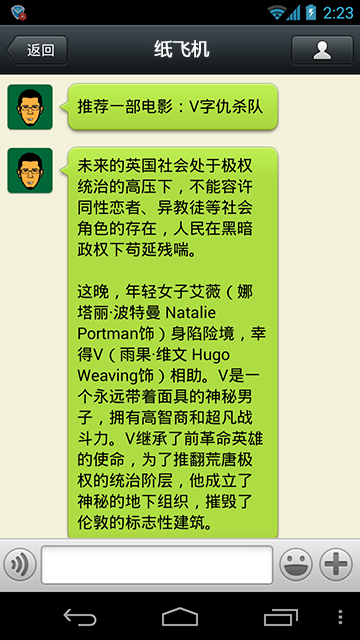 2:23
返回
纸飞机
推荐一部电影：V字仇杀队
未来的英国社会处于极权
统治的高压下，不能容许
同性恋者、异教徒等社会
角色的存在，人民在黑暗
政权下苟延残喘。
这晚，年轻女子艾薇（娜
塔丽·波特曼 Natalie
Portman饰）身陷险境，幸
得V（雨果·维文 Hugo
Weaving饰）相助。V是一
个永远带着面具的神秘男
子，拥有高智商和超凡战
斗力。V继承了前革命英雄
的使命，为了推翻荒唐极
权的统治阶层，他成立了
神秘的地下组织，摧毁了
伦敦的标志性建筑。